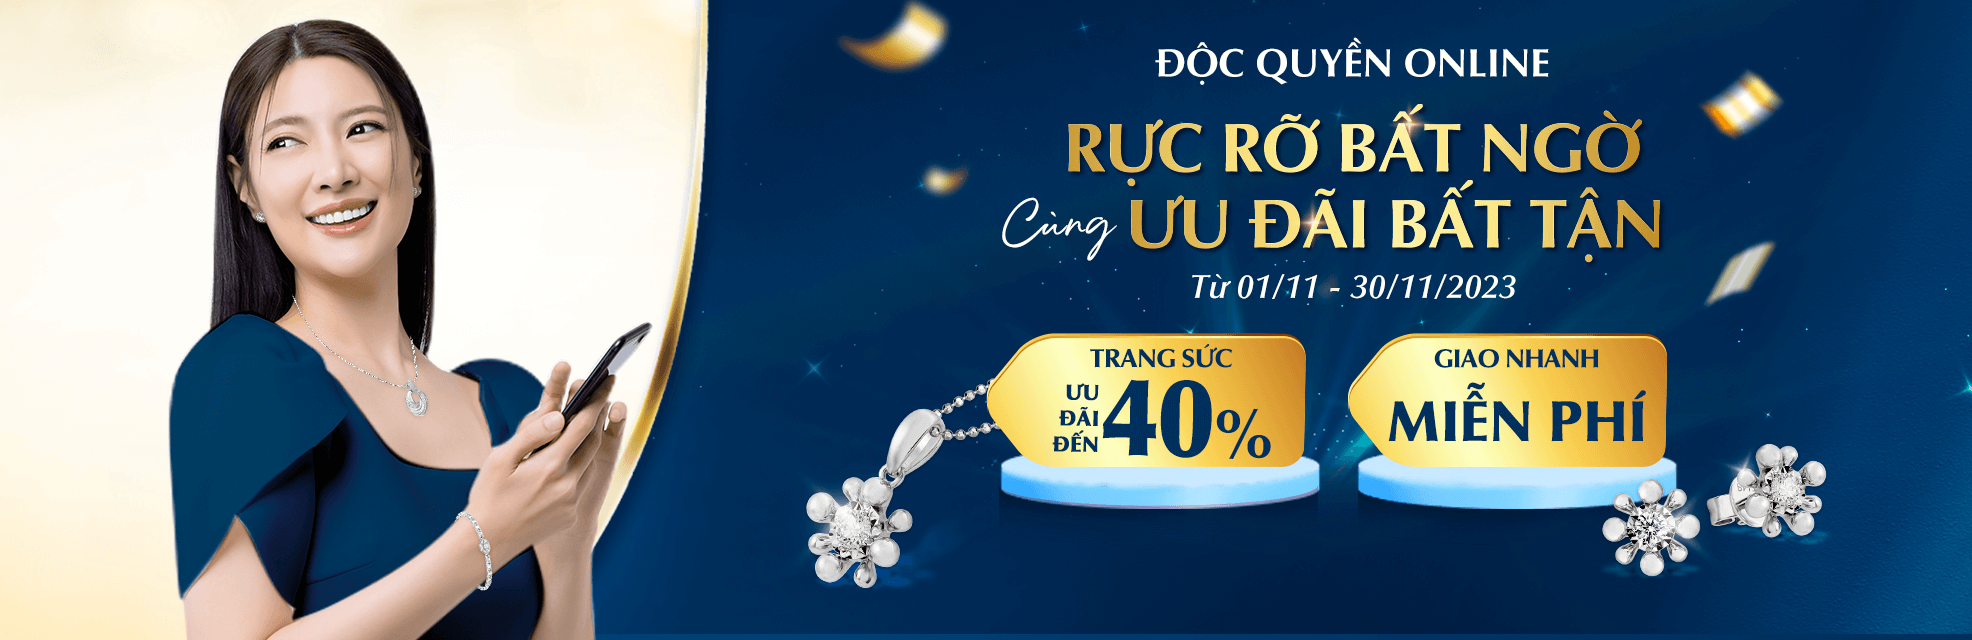 ĐỘC QUYỀN ONLINE
RỰC RỠ BẤT NGỜ
Cùng ƯU ĐÃI BẤT TẬN
Từ 01/11 - 30/11/2023
TRANG SỨC
ƯU ĐÃI ĐẾN 40%
GIAO NHANH
MIỄN PHÍ